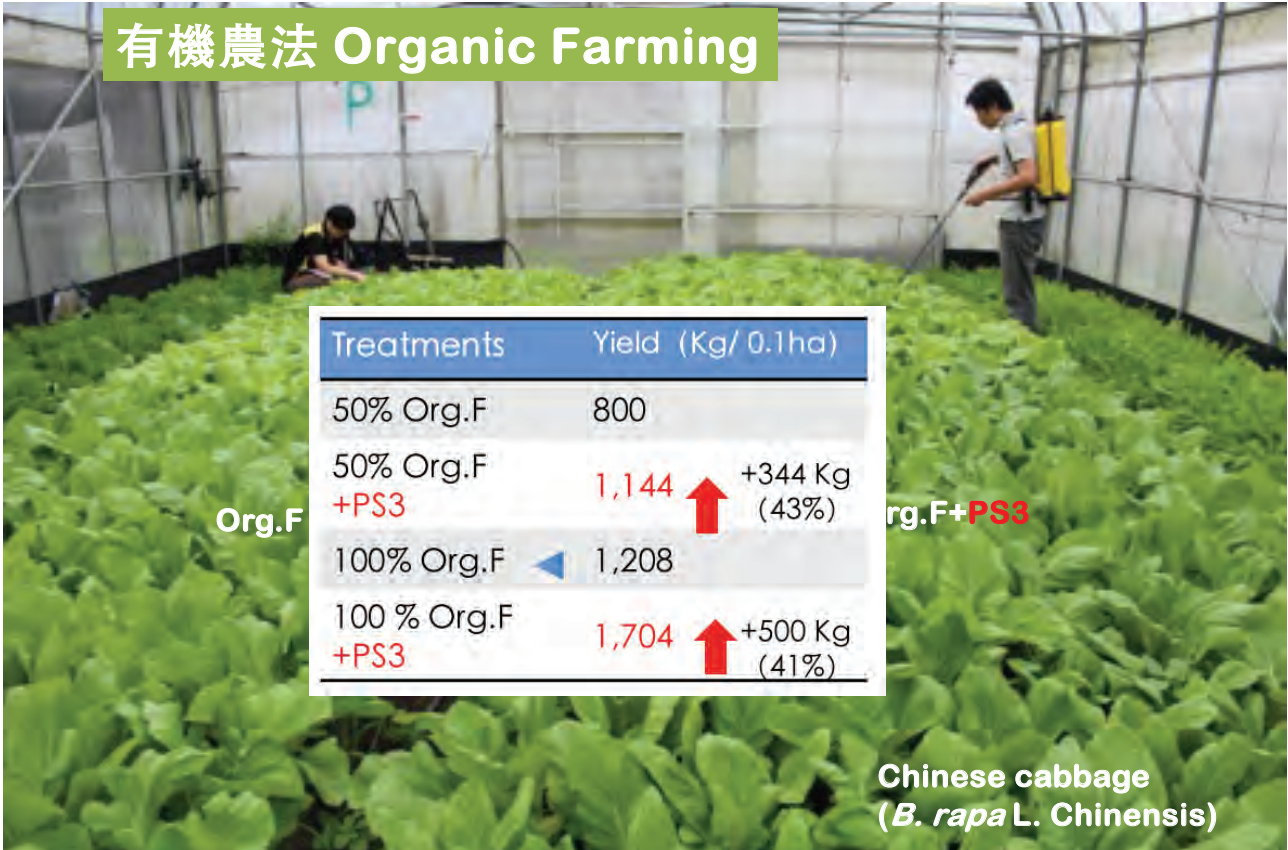 有機農法 Organic Farming
P
Treatments Yield (Kg/ 0.1ha)
50% Org.F 800
50% Org.F
+PS3 1,144 +344 Kg
(43%)
Org.F
rg.F+PS3
100% Org.F 1,208
100 % Org.F
+PS3 1,704 +500 Kg
(41%)
Chinese cabbage
(B. rapa L. Chinensis)